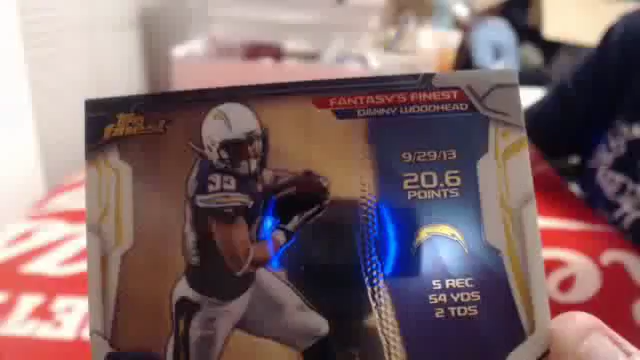 Topps
Finest
FANTASY'S FINEST
DANNY WOODHEAD
9/29/13
20.6
POINTS
5 REC
54 YDS
2 TDS